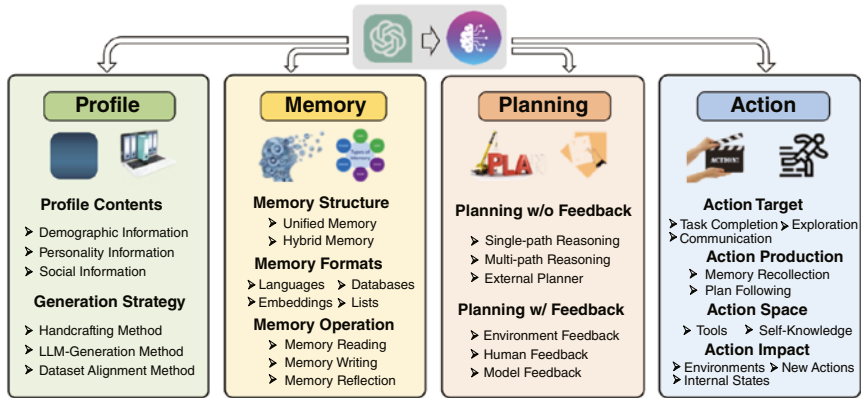 Profile
Profile Contents
Demographic Information
Personality Information
Social Information
Generation Strategy
Handcrafting Method
LLM-Generation Method
Dataset Alignment Method
Memory
Types of
Memory
Memory Structure
Unified Memory
Hybrid Memory
Memory Formats
Languages Databases
Embeddings Lists
Memory Operation
Memory Reading
Memory Writing
Memory Reflection
Planning
PLA
Planning w/o Feedback
Single-path Reasoning
Multi-path Reasoning
External Planner
Planning w/ Feedback
Environment Feedback
Human Feedback
Model Feedback
Action
ACTION!
Action Target
Task Completion Exploration
Communication
Action Production
Memory Recollection
Plan Following
Action Space
Tools Self-Knowledge
Action Impact
Environments New Actions
Internal States